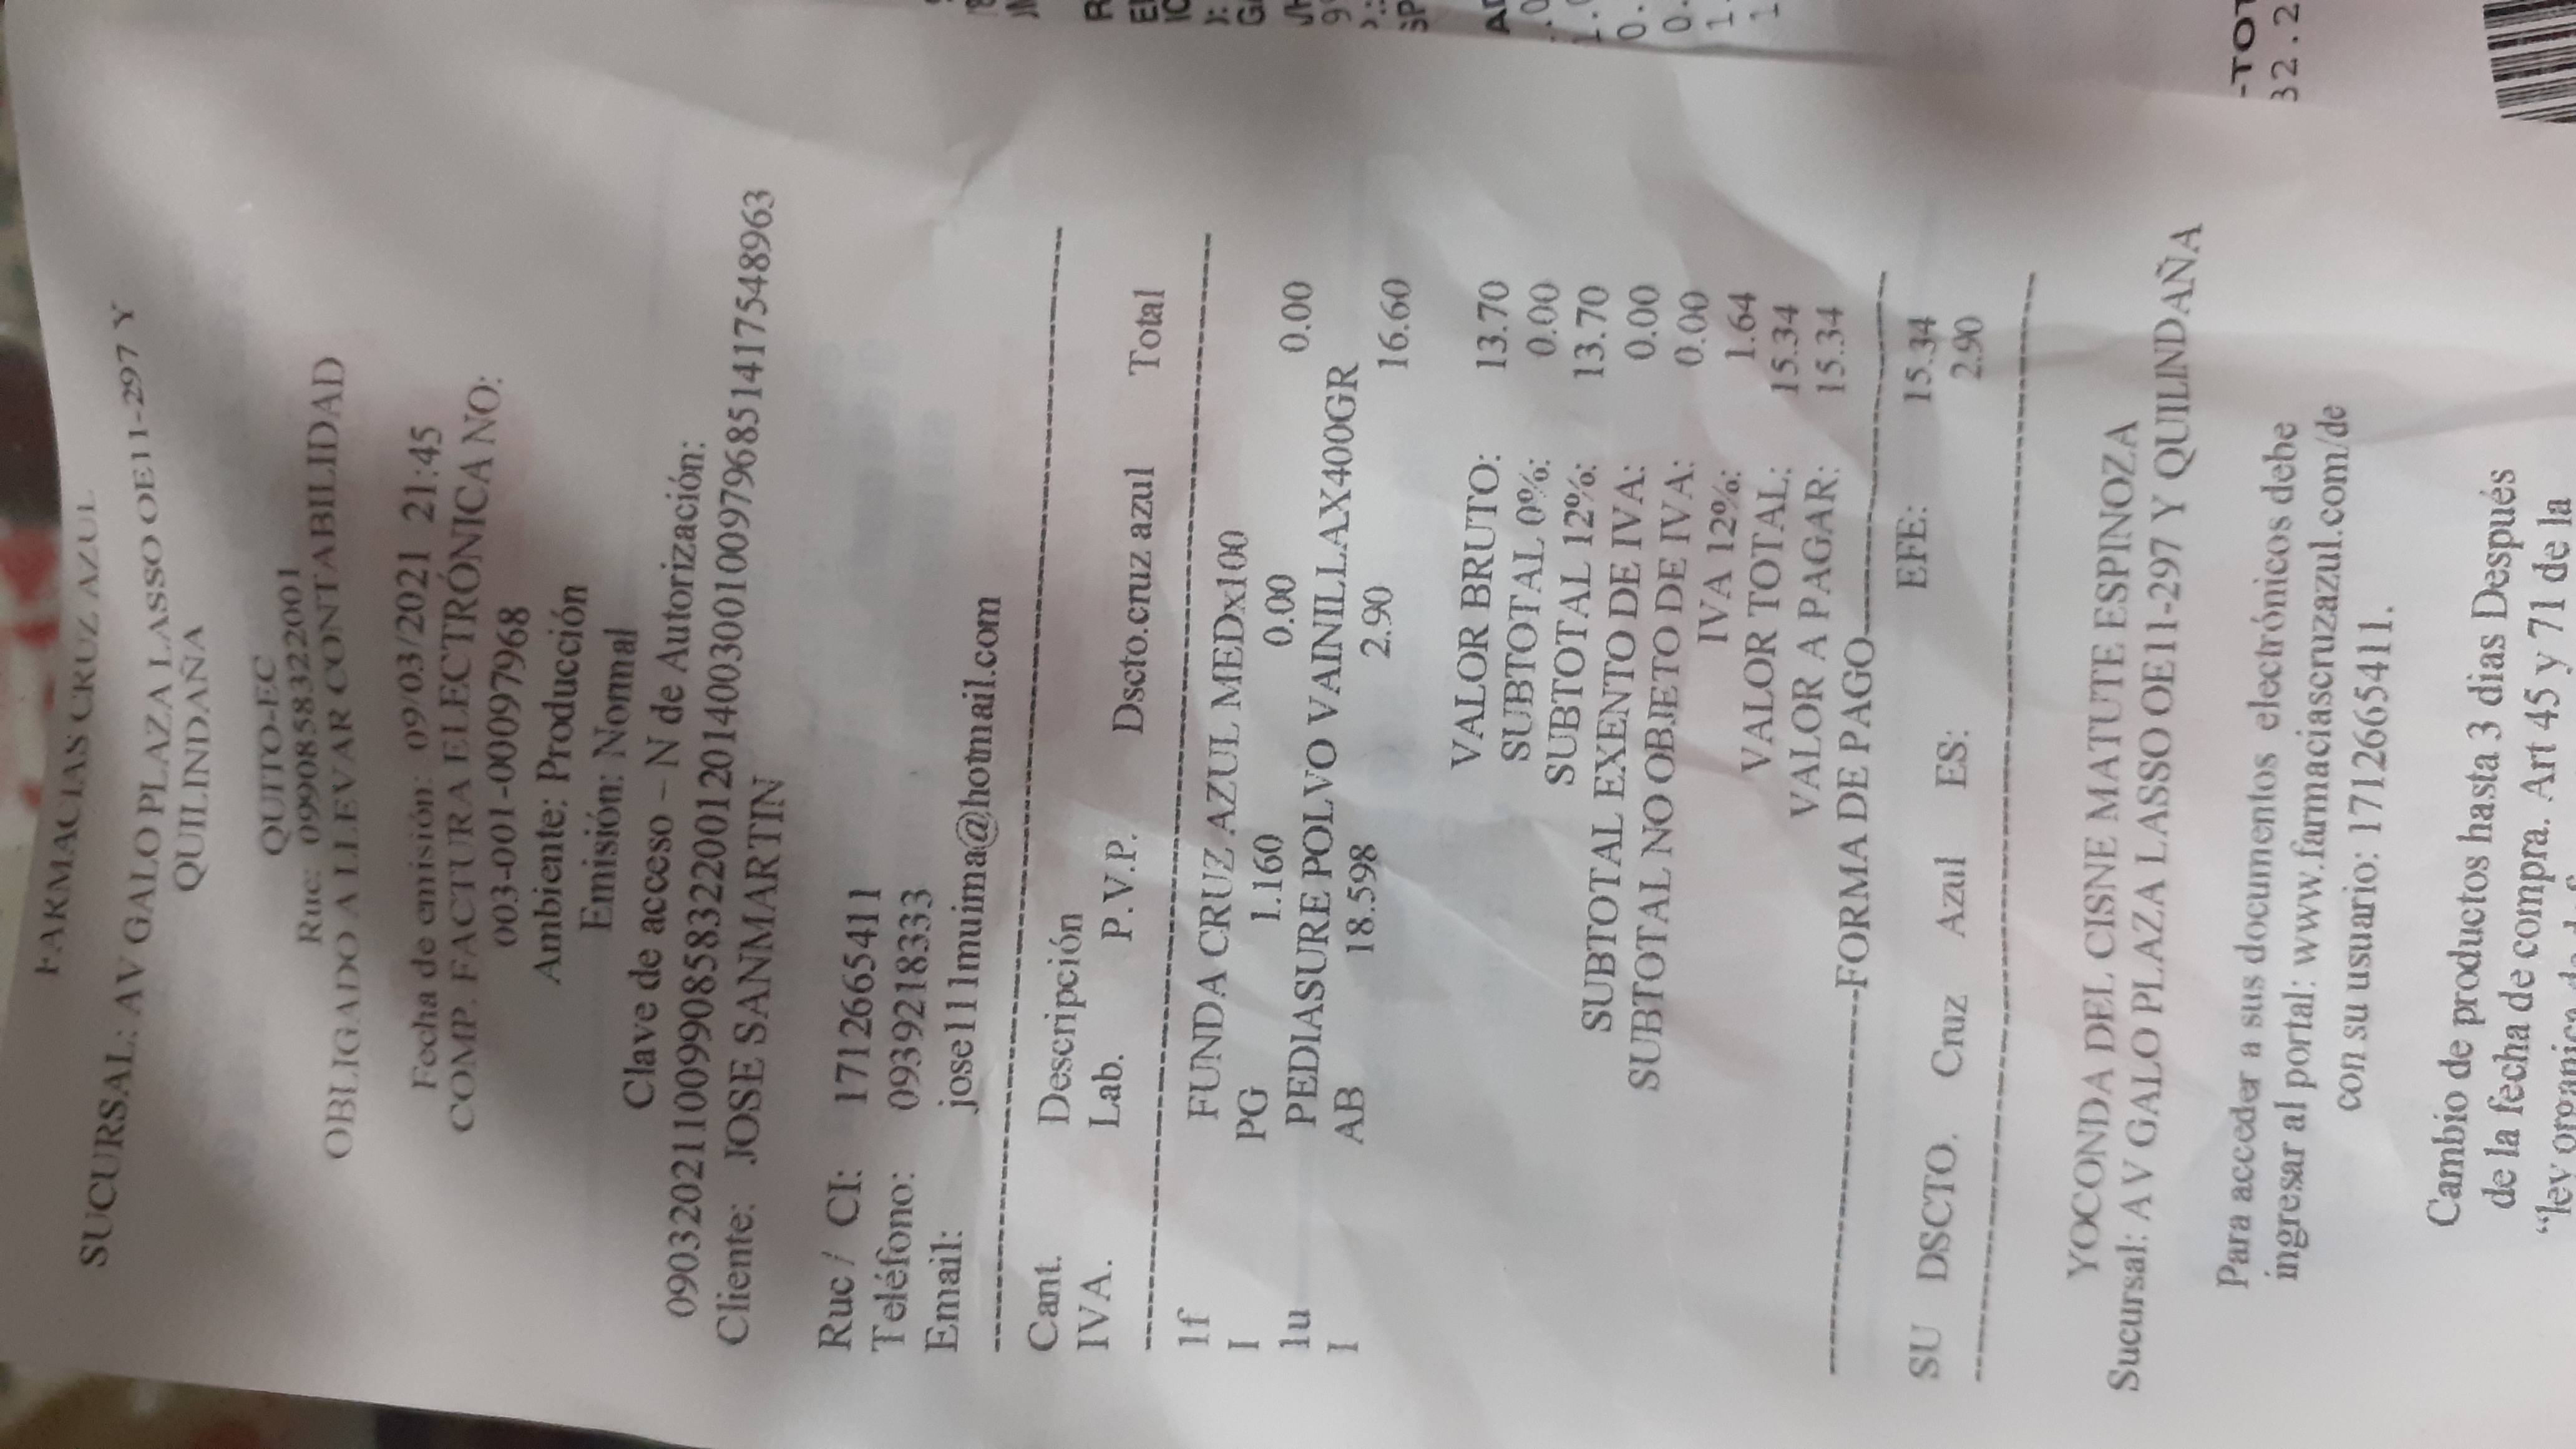 FARMACIAS CRUZ AZUL
SUCURSAL: AV GALO PLAZA LASSO OE11-297 Y
QUILINDAÑA
QUITO-EC
Ruc: 0990858322001
OBLIGADO A LLEVAR CONTABILIDAD
Fecha de emisión: 09/03/2021 21:45
COMP. FACTURA ELECTRÓNICA NO:
003-001-000097968
Ambiente: Producción
Emisión: Normal
Clave de acceso – N de Autorización:
090320211009908583220012014003001009796851417548963
Cliente: JOSE SANMARTIN
Ruc / CI: 1712665411
Teléfono: 0939218333
Email: jose111muima@hotmail.com
Cant. Descripción
IVA. Lab. P.V.P. Dscto.cruz azul Total
1f FUNDA CRUZ AZUL MEDx100
I PG 1.160 0.00 0.00
1u PEDIASURE POLVO VAINILLAX400GR
I AB 18.598 2.90 16.60
VALOR BRUTO: 13.70
SUBTOTAL 0%: 0.00
SUBTOTAL 12%: 13.70
SUBTOTAL EXENTO DE IVA: 0.00
SUBTOTAL NO OBJETO DE IVA: 0.00
IVA 12%: 1.64
VALOR TOTAL: 15.34
VALOR A PAGAR: 15.34
FORMA DE PAGO
EFE: 15.34
SU DSCTO. Cruz Azul ES: 2.90
YOCONDA DEL CISNE MATUTE ESPINOZA
Sucursal: AV GALO PLAZA LASSO OE11-297 Y QUILINDAÑA
Para acceder a sus documentos electrónicos debe
ingresar al portal: www.farmaciascruzazul.com/de
con su usuario: 1712665411.
Cambio de productos hasta 3 dias Después
de la fecha de compra. Art 45 y 71 de la
-TOT
32.2